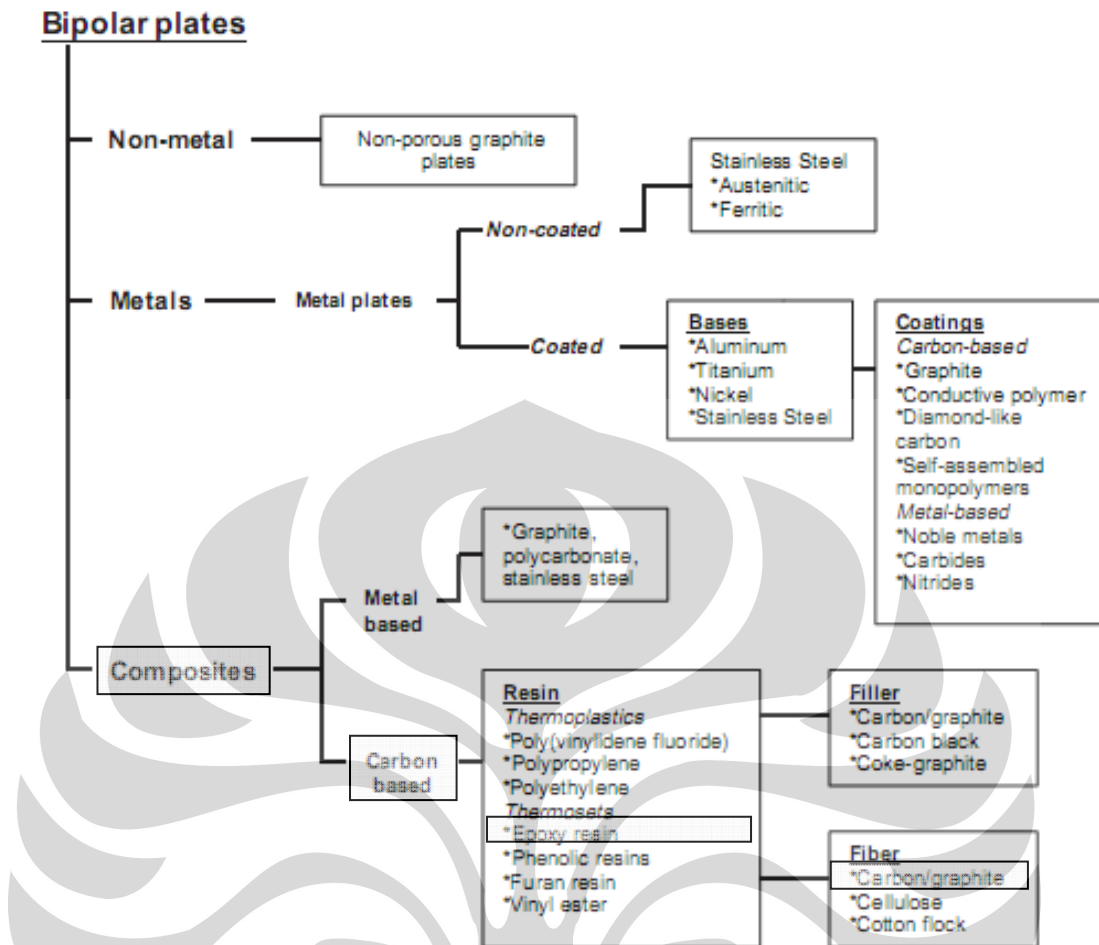 Bipolar plates
Non-metal
Non-porous graphite
plates
Stainless Steel
*Austenitic
*Ferritic
Non-coated
Metals
Metal plates
Coated
Bases
*Aluminum
*Titanium
*Nickel
*Stainless Steel
Coatings
Carbon-based
*Graphite
*Conductive polymer
*Diamond-like
carbon
*Self-assembled
monopolymers
Metal-based
*Noble metals
*Carbides
*Nitrides
*Graphite,
polycarbonate,
stainless steel
Metal
based
Composites
Carbon
based
Resin
Thermoplastics
*Poly(vinylidene fluoride)
*Polypropylene
*Polyethylene
Thermosets
*Epoxy resin
*Phenolic resins
*Furan resin
*Vinyl ester
Filler
*Carbon/graphite
*Carbon black
*Coke-graphite
Fiber
*Carbon/graphite
*Cellulose
*Cotton flock